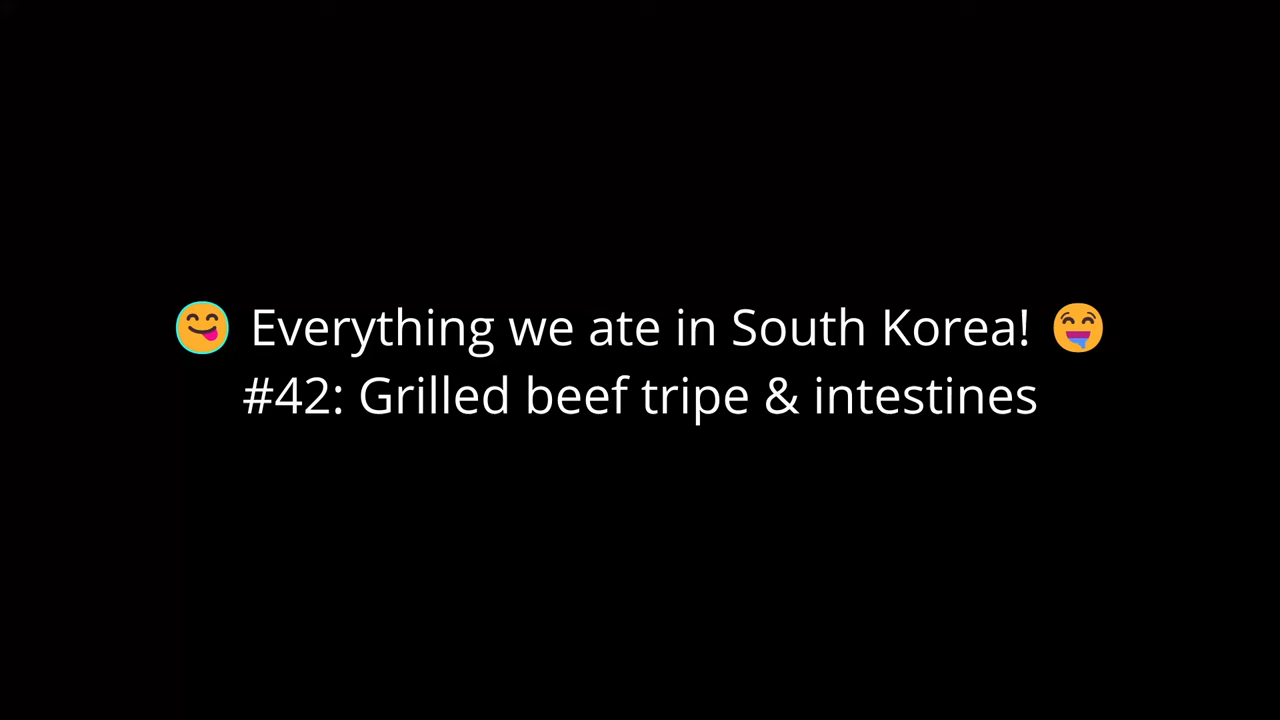 😋 Everything we ate in South Korea! 🤤
#42: Grilled beef tripe & intestines